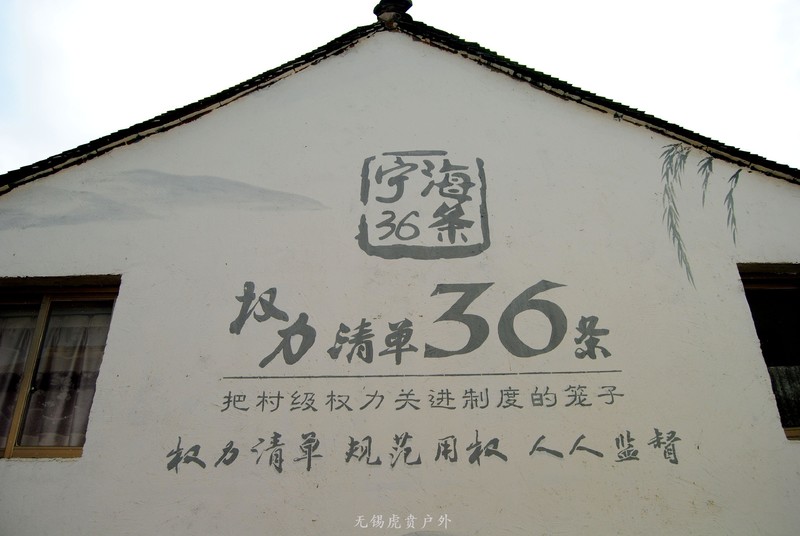 宁海
36条
权力清单36条
把村级权力关进制度的笼子
权力清单 规范用权 人人监督
无锡虎贲户外